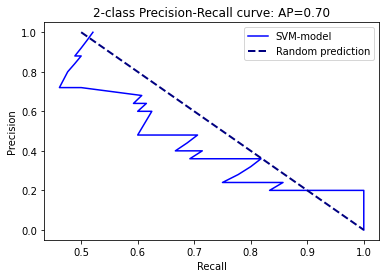 2-class Precision-Recall curve: AP=0.70
SVM-model
Random prediction
Precision
1.0
0.8
0.6
0.4
0.2
0.0
0.5
0.6
0.7
0.8
0.9
1.0
Recall